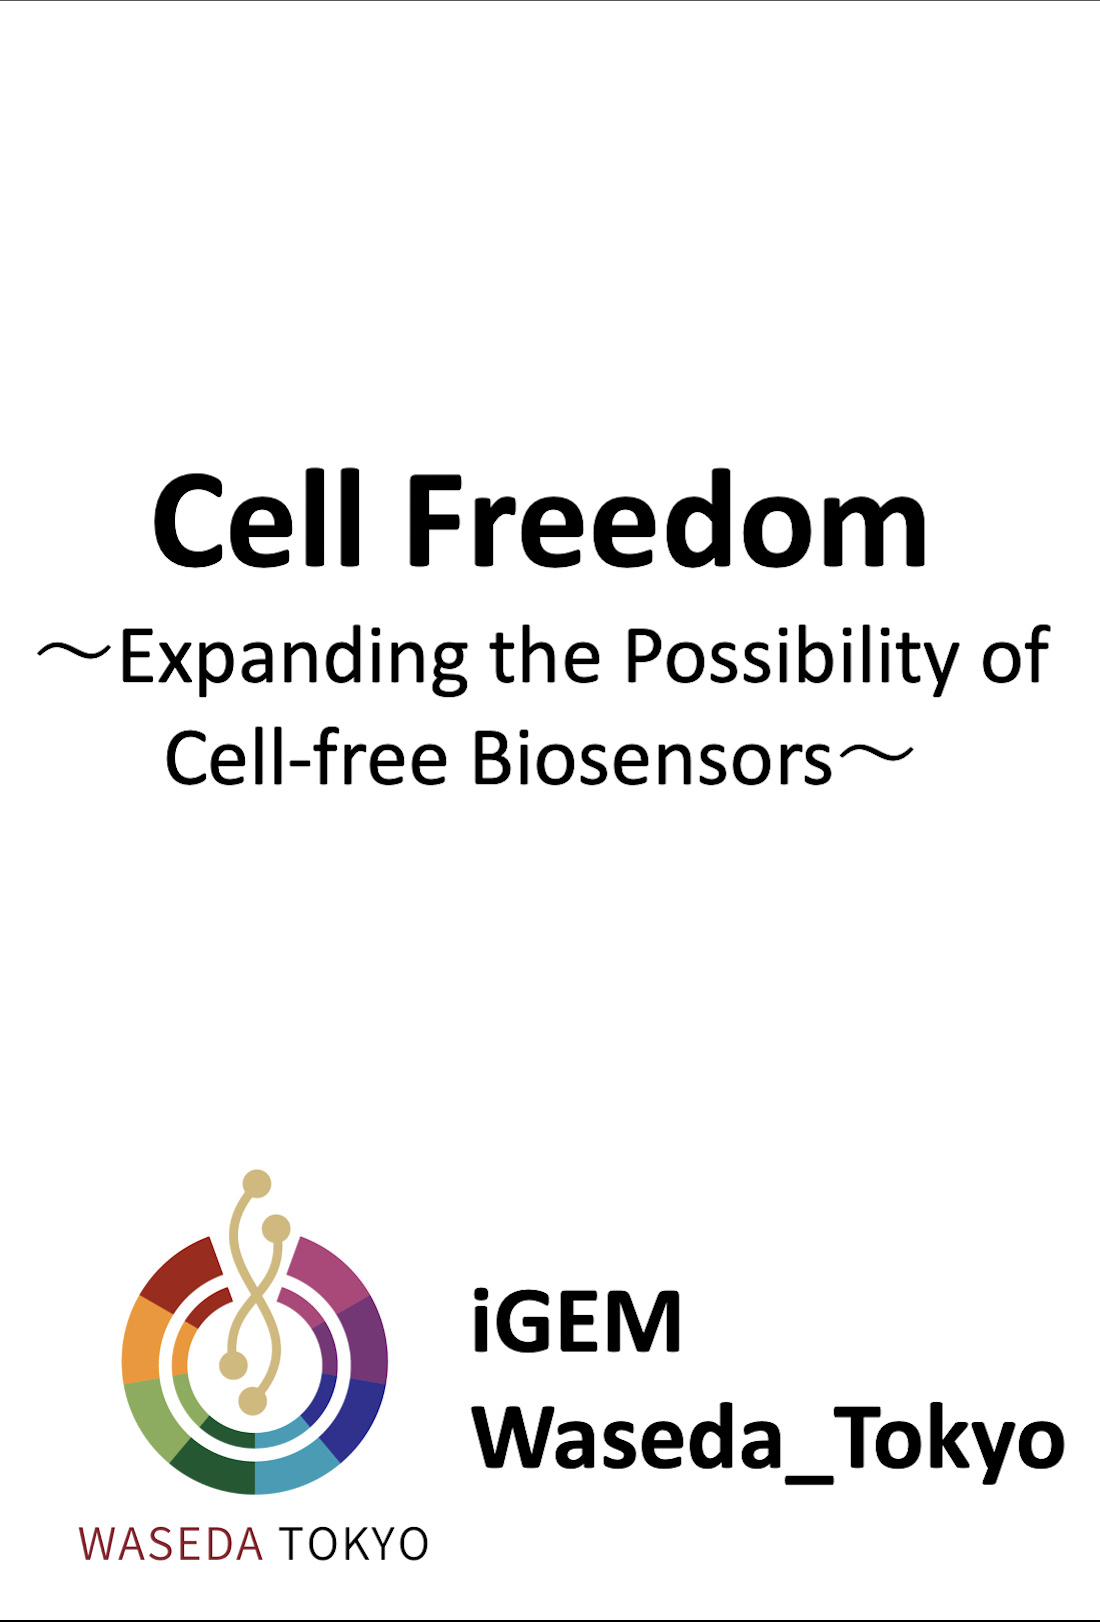 Cell Freedom
～Expanding the Possibility of
Cell-free Biosensors～
iGEM
Waseda_Tokyo
WASEDA TOKYO